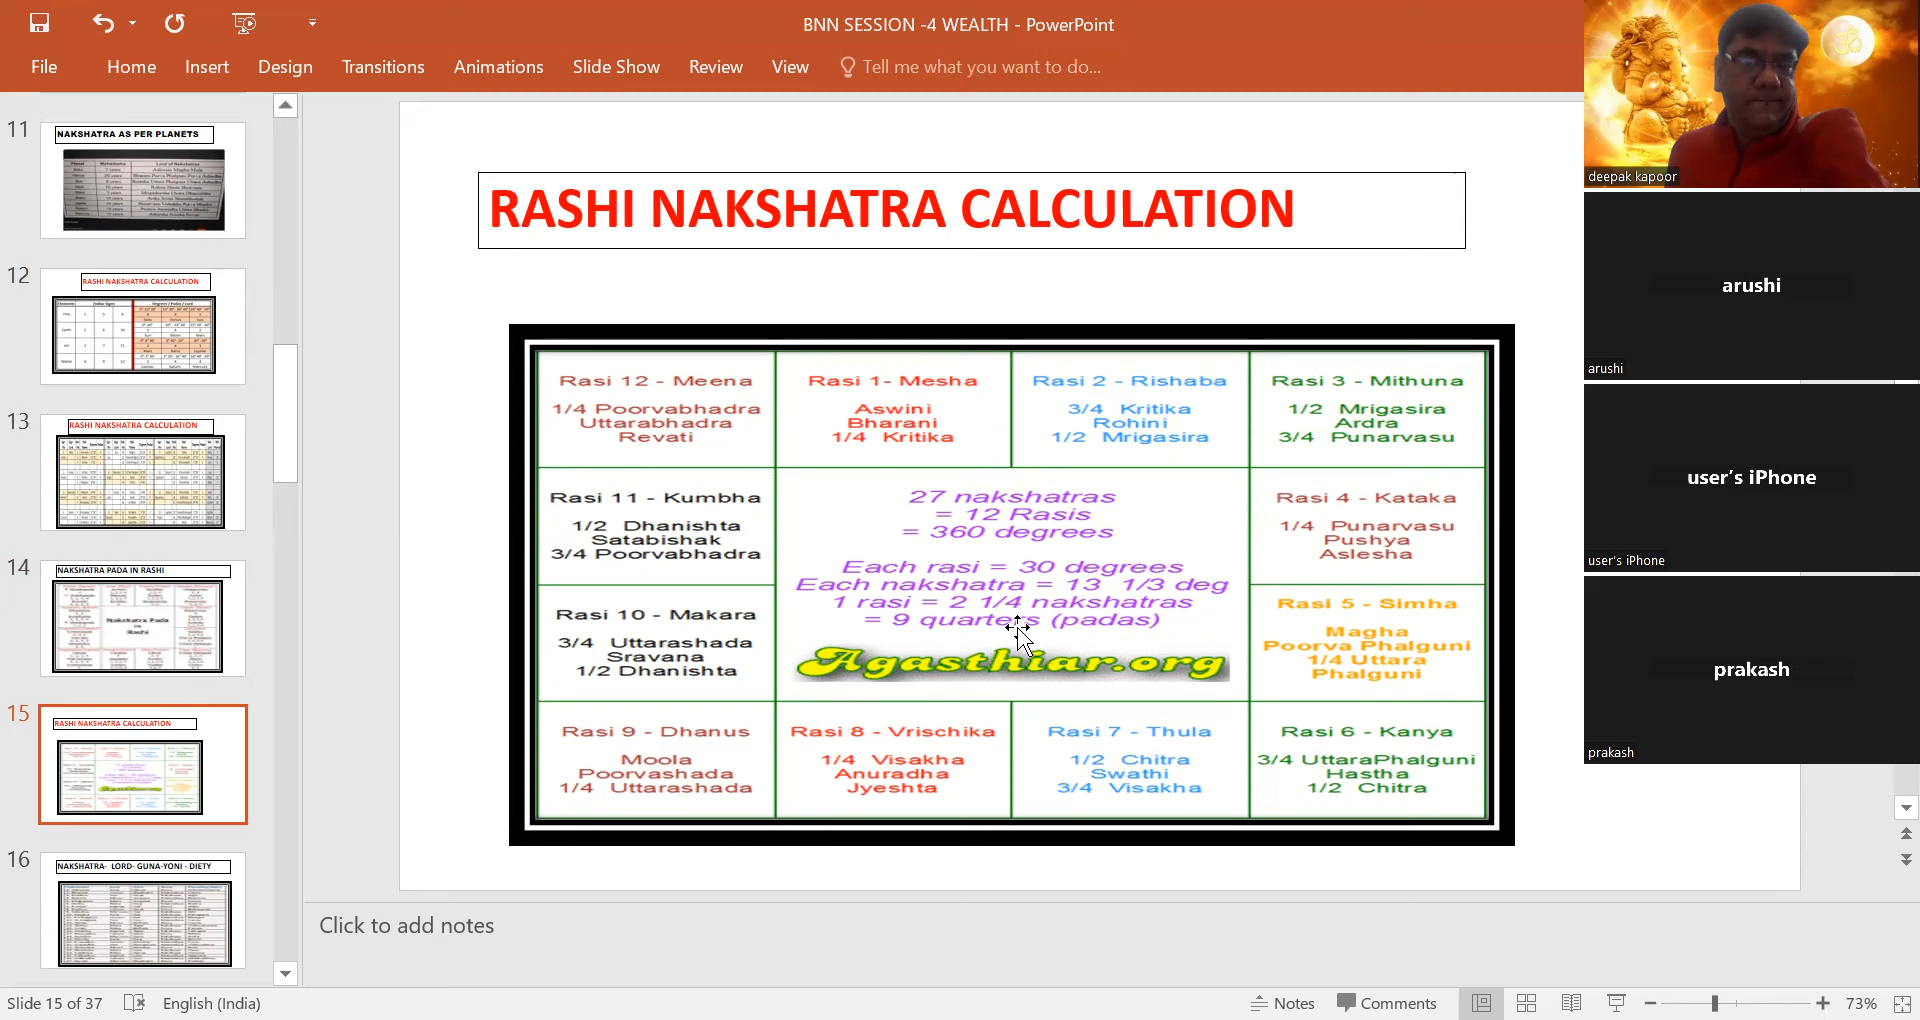 BNN SESSION -4 WEALTH - PowerPoint
File Home Insert Design Transitions Animations Slide Show Review View Tell me what you want to do...
11
NAKSHATRA AS PER PLANETS
12
RASHI NAKSHATRA CALCULATION
13
RASHI NAKSHATRA CALCULATION
14
NAKSHATRA PADA IN RASHI
Nakshatra Pada
in
Rashi
15
RASHI NAKSHATRA CALCULATION
16
NAKSHATRA- LORD- GUNA-YONI - DIETY
RASHI NAKSHATRA CALCULATION
Rasi 12 - Meena
1/4 Poorvabhadra
Uttarabhadra
Revati
Rasi 1- Mesha
Aswini
Bharani
1/4 Kritika
Rasi 2 - Rishaba
3/4 Kritika
Rohini
1/2 Mrigasira
Rasi 3 - Mithuna
1/2 Mrigasira
Ardra
3/4 Punarvasu
Rasi 11 - Kumbha
1/2 Dhanishta
Satabishak
3/4 Poorvabhadra
27 nakshatras
= 12 Rasis
= 360 degrees
Each rasi = 30 degrees
Each nakshatra = 13 1/3 deg
1 rasi = 2 1/4 nakshatras
= 9 quarters (padas)
Agasthiar.org
Rasi 4 - Kataka
1/4 Punarvasu
Pushya
Aslesha
Rasi 10 - Makara
3/4 Uttarashada
Sravana
1/2 Dhanishta
Rasi 5 - Simha
Magha
Poorva Phalguni
1/4 Uttara
Phalguni
Rasi 9 - Dhanus
Moola
Poorvashada
1/4 Uttarashada
Rasi 8 - Vrischika
1/4 Visakha
Anuradha
Jyeshta
Rasi 7 - Thula
1/2 Chitra
Swathi
3/4 Visakha
Rasi 6 - Kanya
3/4 UttaraPhalguni
Hastha
1/2 Chitra
Click to add notes
deepak kapoor
arushi
arushi
user's iPhone
user's iPhone
prakash
prakash
Slide 15 of 37 English (India) Notes Comments 73%